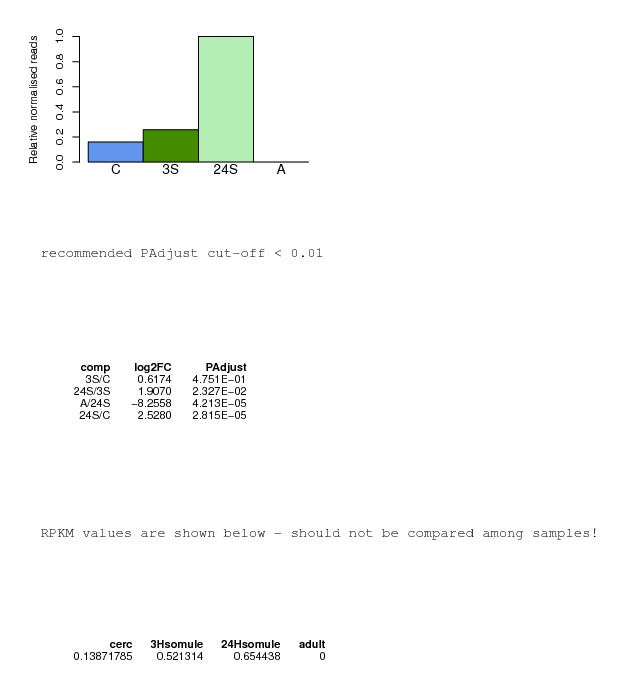 Relative normalised reads
1.0
0.8
0.6
0.4
0.2
0.0
C 3S 24S A
recommended PAdjust cut-off < 0.01
comp log2FC PAdjust
3S/C 0.6174 4.751E−01
24S/3S 1.9070 2.327E−02
A/24S −8.2558 4.213E−05
24S/C 2.5280 2.815E−05
RPKM values are shown below - should not be compared among samples!
cerc 3Hsomule 24Hsomule adult
0.13871785 0.521314 0.654438 0